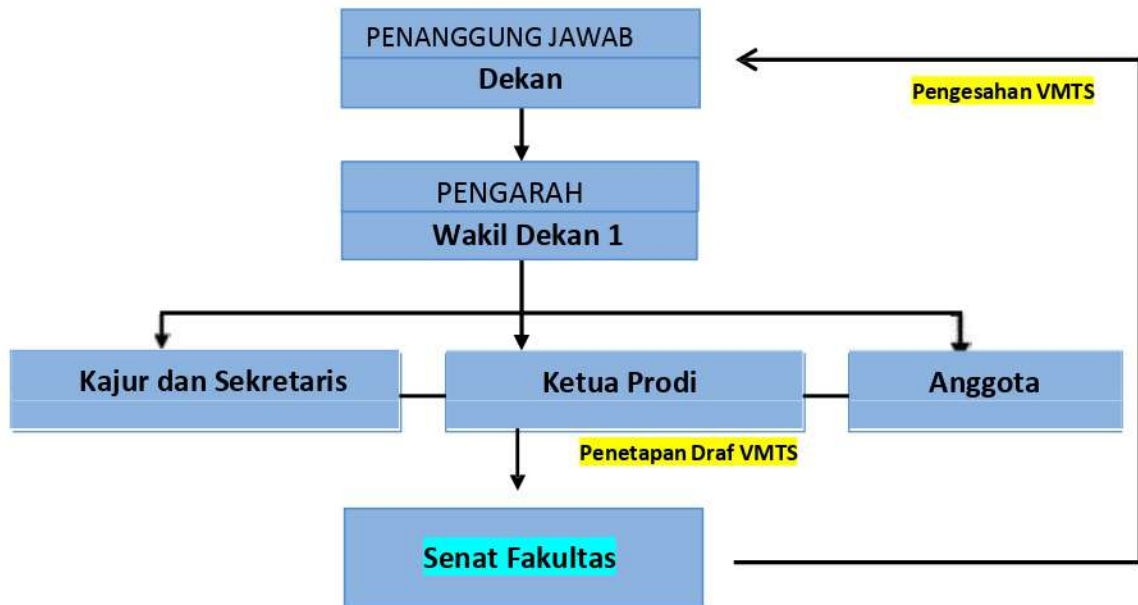 PENANGGUNG JAWAB
Dekan
Pengesahan VMTS
PENGARAH
Wakil Dekan 1
Kajur dan Sekretaris
Ketua Prodi
Anggota
Penetapan Draf VMTS
Senat Fakultas